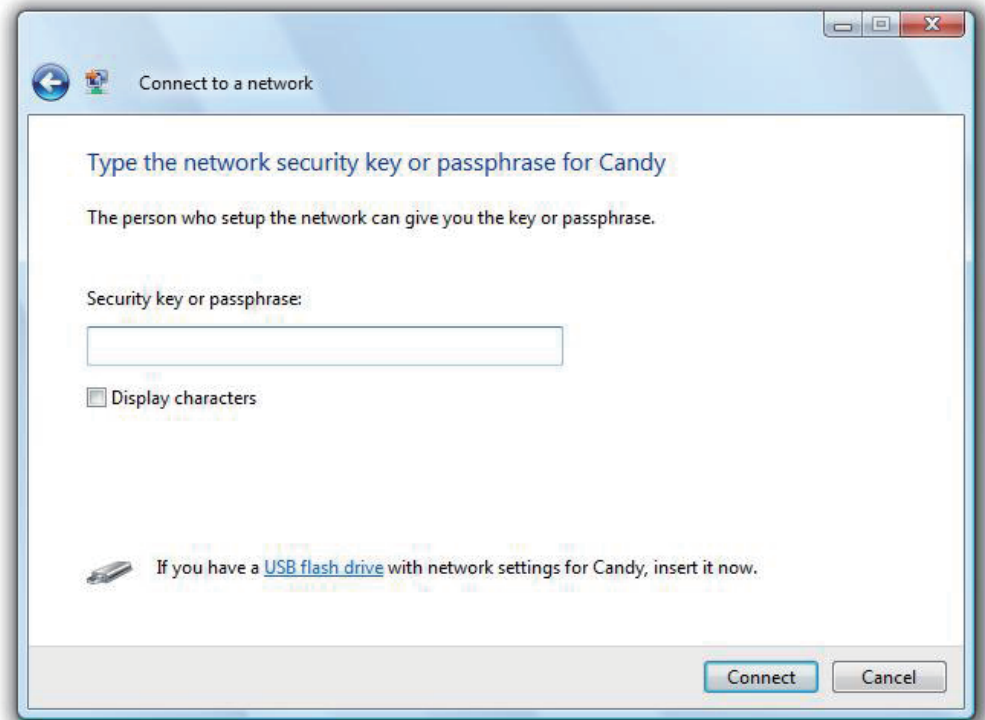 Connect to a network
Type the network security key or passphrase for Candy
The person who setup the network can give you the key or passphrase.
Security key or passphrase:
Display characters
If you have a USB flash drive with network settings for Candy, insert it now.
Connect
Cancel